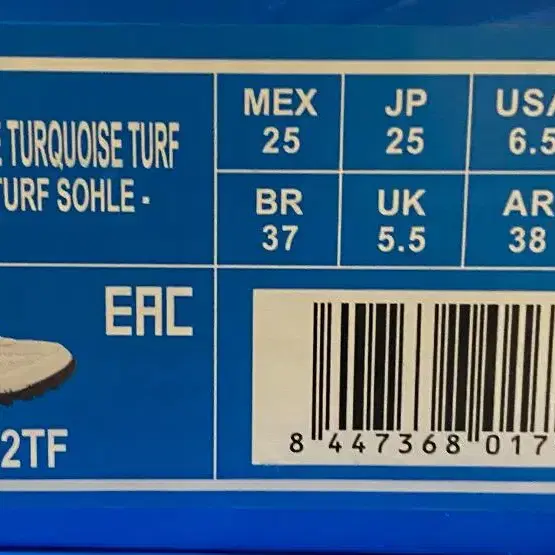 E TURQUOISE TURF
TURF SOHLE -
MEX
25
JP
25
USA
6.5
BR
37
UK
5.5
AR
38
EAC
2TF
8 447368 017